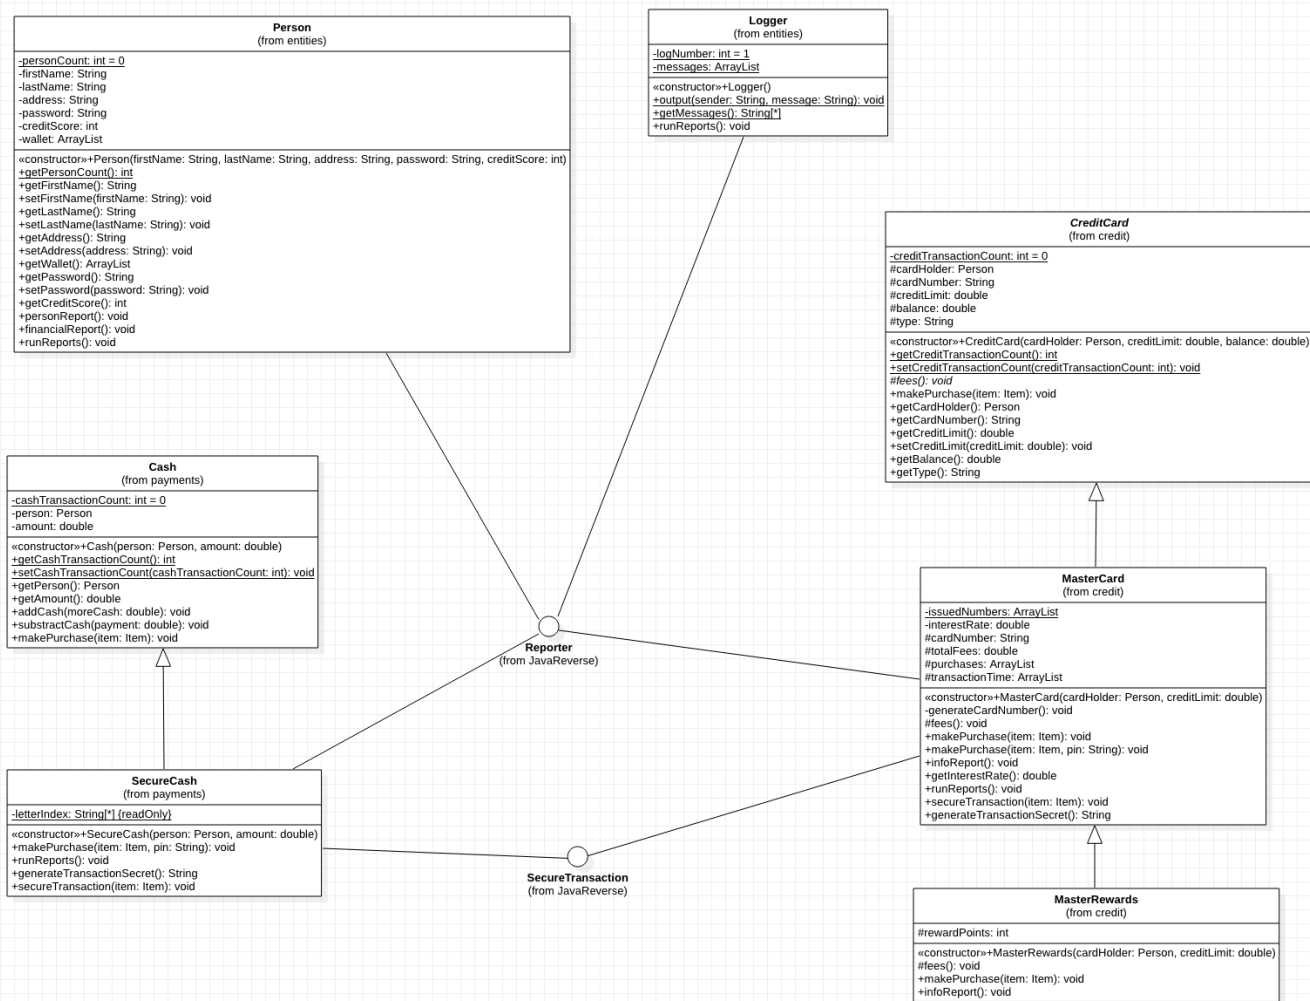 Person
(from entities)
-personCount: int = 0
-firstName: String
-lastName: String
-address: String
-password: String
-creditScore: int
-wallet: ArrayList
«constructor»+Person(firstName: String, lastName: String, address: String, password: String, creditScore: int)
+getPersonCount(): int
+getFirstName(): String
+setFirstName(firstName: String): void
+getLastName(): String
+setLastName(lastName: String): void
+getAddress(): String
+setAddress(address: String): void
+getWallet(): ArrayList
+getPassword(): String
+setPassword(password: String): void
+getCreditScore(): int
+personReport(): void
+financialReport(): void
+runReports(): void
Logger
(from entities)
-logNumber: int = 1
-messages: ArrayList
«constructor»+Logger()
+output(sender: String, message: String): void
+getMessages(): String[*]
+runReports(): void
CreditCard
(from credit)
-creditTransactionCount: int = 0
#cardHolder: Person
#cardNumber: String
#creditLimit: double
#balance: double
#type: String
«constructor»+CreditCard(cardHolder: Person, creditLimit: double, balance: double)
+getCreditTransactionCount(): int
+setCreditTransactionCount(creditTransactionCount: int): void
#fees(): void
+makePurchase(item: Item): void
+getCardHolder(): Person
+getCardNumber(): String
+getCreditLimit(): double
+setCreditLimit(creditLimit: double): void
+getBalance(): double
+getType(): String
Cash
(from payments)
-cashTransactionCount: int = 0
-person: Person
-amount: double
«constructor»+Cash(person: Person, amount: double)
+getCashTransactionCount(): int
+setCashTransactionCount(cashTransactionCount: int): void
+getPerson(): Person
+getAmount(): double
+addCash(moreCash: double): void
+substractCash(payment: double): void
+makePurchase(item: Item): void
Reporter
(from JavaReverse)
MasterCard
(from credit)
-issuedNumbers: ArrayList
-interestRate: double
#cardNumber: String
#totalFees: double
#purchases: ArrayList
#transactionTime: ArrayList
«constructor»+MasterCard(cardHolder: Person, creditLimit: double)
-generateCardNumber(): void
#fees(): void
+makePurchase(item: Item): void
+makePurchase(item: Item, pin: String): void
+infoReport(): void
+getInterestRate(): double
+runReports(): void
+secureTransaction(item: Item): void
+generateTransactionSecret(): String
SecureCash
(from payments)
-letterIndex: String[*] {readOnly}
«constructor»+SecureCash(person: Person, amount: double)
+makePurchase(item: Item, pin: String): void
+runReports(): void
+generateTransactionSecret(): String
+secureTransaction(item: Item): void
SecureTransaction
(from JavaReverse)
MasterRewards
(from credit)
#rewardPoints: int
«constructor»+MasterRewards(cardHolder: Person, creditLimit: double)
#fees(): void
+makePurchase(item: Item): void
+infoReport(): void